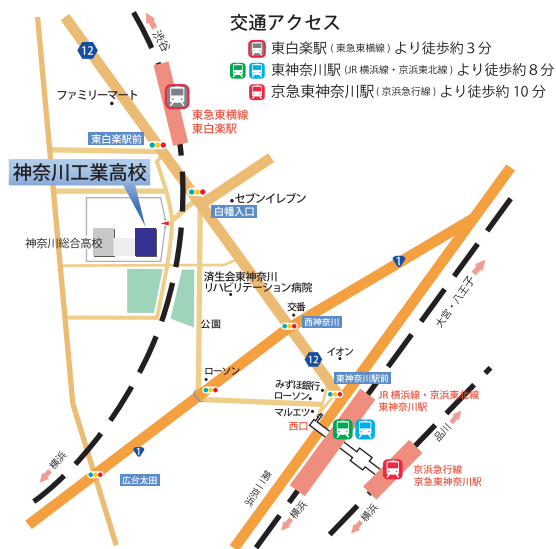 交通アクセス
東白楽駅 ( 東急東横線 ) より徒歩約３分
東神奈川駅 (JR 横浜線・京浜東北線 ) より徒歩約８分
京急東神奈川駅 ( 京浜急行線 ) より徒歩約 10 分
渋谷
12
ファミリーマート
東急東横線
東白楽駅
東白楽駅前
神奈川工業高校
セブンイレブン
白幡入口
神奈川総合高校
1
大宮・八王子
済生会東神奈川
リハビリテーション病院
交番
公園
西神奈川
イオン
12
ローソン
東神奈川駅前
みずほ銀行
ローソン
JR 横浜線・京浜東北線
東神奈川駅
マルエツ
西口
品川
1
横浜
広台太田
第二京浜
京浜急行線
京急東神奈川駅
横浜
横浜